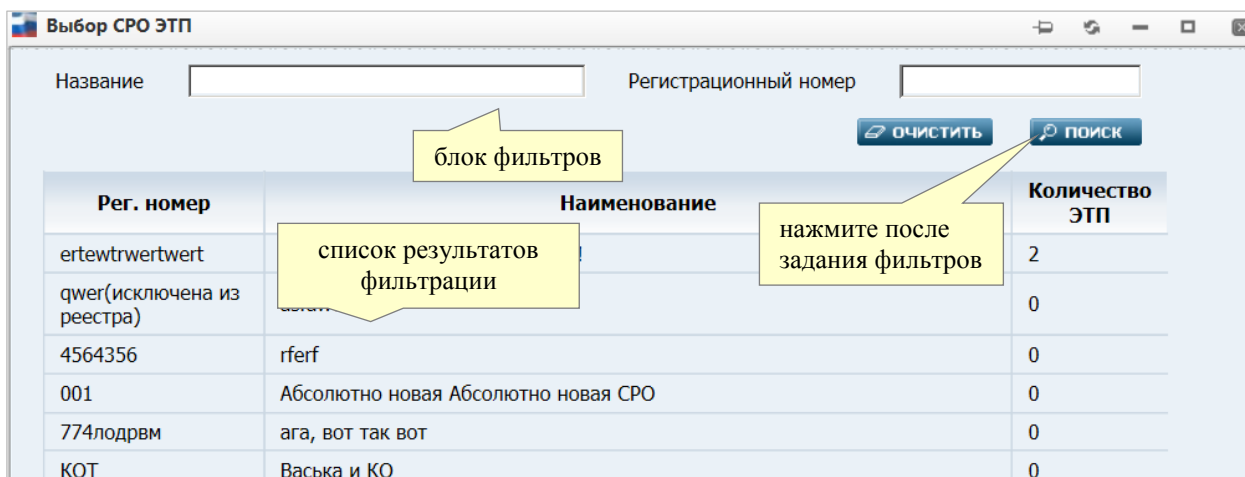 Выбор СРО ЭТП
Название Регистрационный номер
ОЧИСТИТЬ ПОИСК
блок фильтров
Рег. номер Наименование Количество ЭТП
нажмите после
задания фильтров
список результатов
фильтрации
ertewtrwertwert ! 2
qwer(исключена из
реестра) 0
4564356 rferf 0
001 Абсолютно новая Абсолютно новая СРО 0
774лодрвм ага, вот так вот 0
КОТ Васька и КО 0